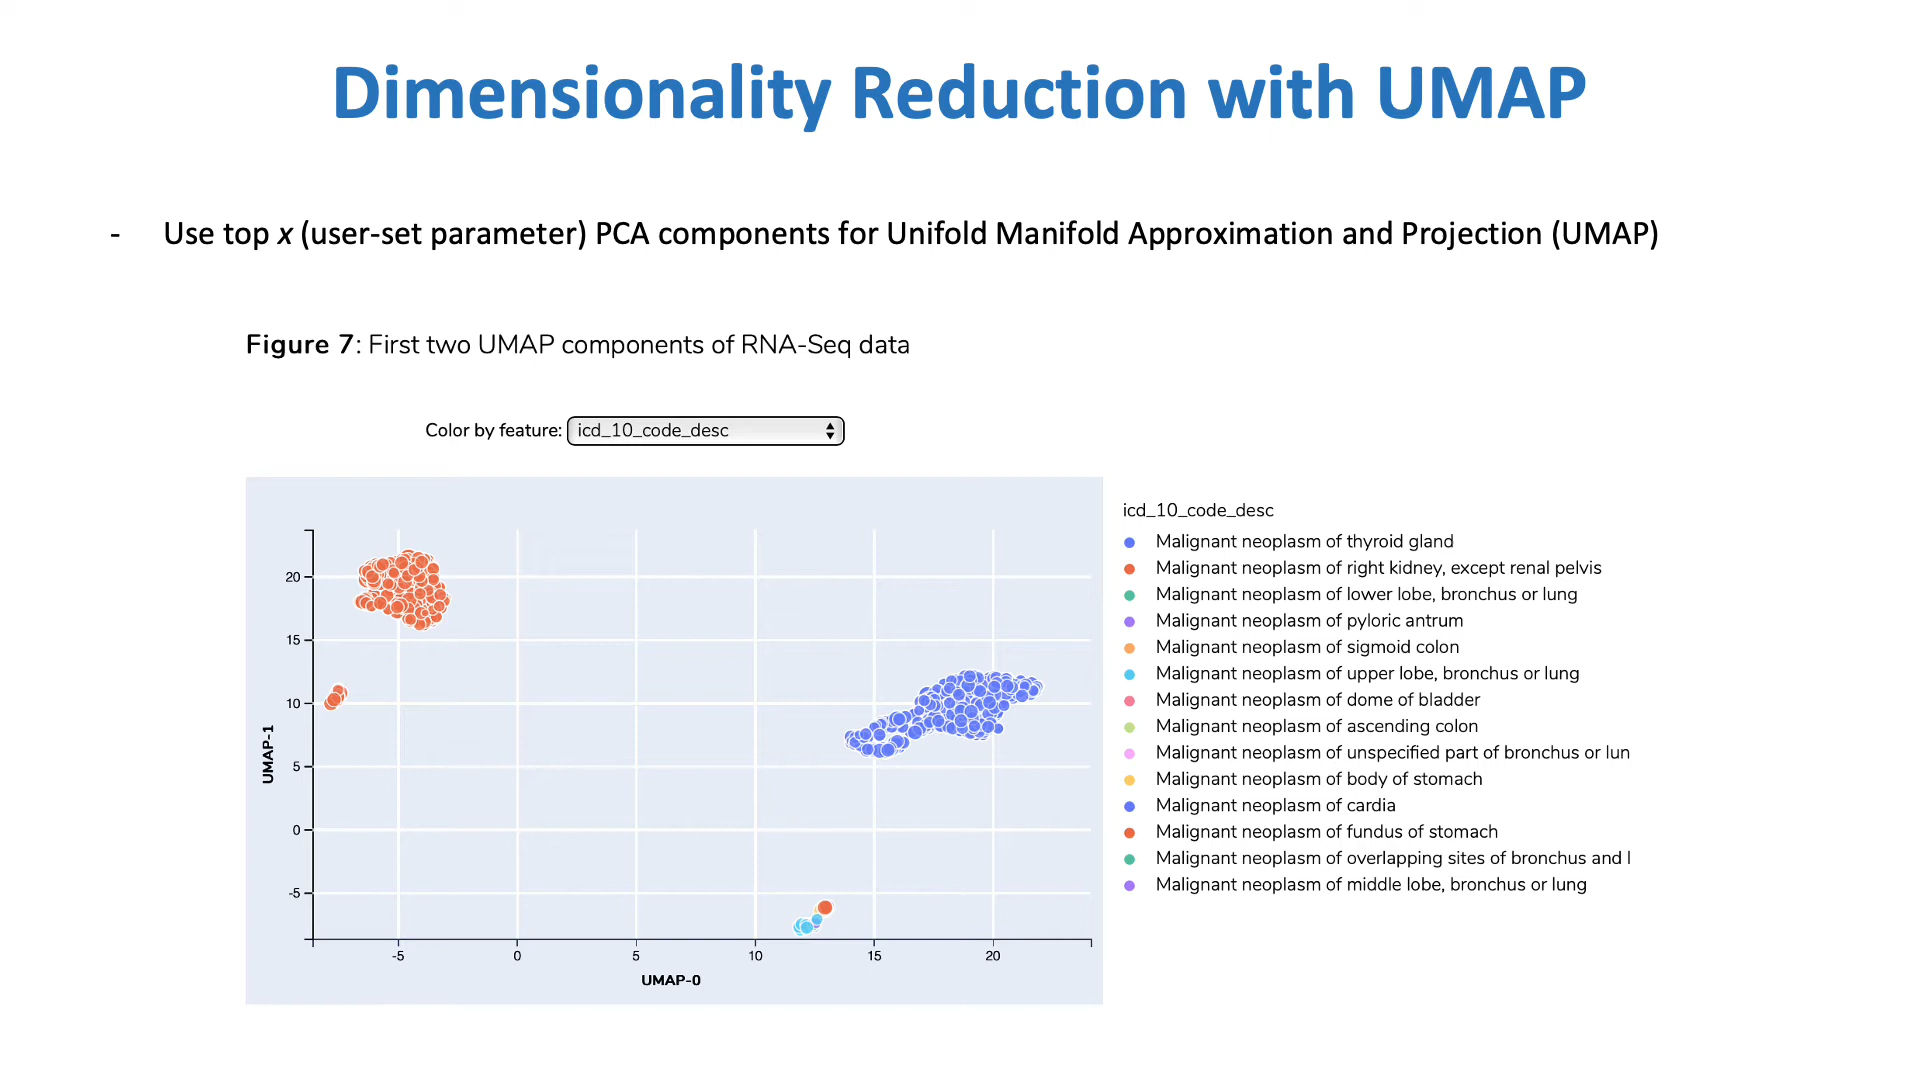 Dimensionality Reduction with UMAP
- Use top x (user-set parameter) PCA components for Unifold Manifold Approximation and Projection (UMAP)
Figure 7: First two UMAP components of RNA-Seq data
Color by feature: icd_10_code_desc
20
15
10
5
0
-5
UMAP-1
-5 0 5 10 15 20
UMAP-0
icd_10_code_desc
Malignant neoplasm of thyroid gland
Malignant neoplasm of right kidney, except renal pelvis
Malignant neoplasm of lower lobe, bronchus or lung
Malignant neoplasm of pyloric antrum
Malignant neoplasm of sigmoid colon
Malignant neoplasm of upper lobe, bronchus or lung
Malignant neoplasm of dome of bladder
Malignant neoplasm of ascending colon
Malignant neoplasm of unspecified part of bronchus or lun
Malignant neoplasm of body of stomach
Malignant neoplasm of cardia
Malignant neoplasm of fundus of stomach
Malignant neoplasm of overlapping sites of bronchus and l
Malignant neoplasm of middle lobe, bronchus or lung